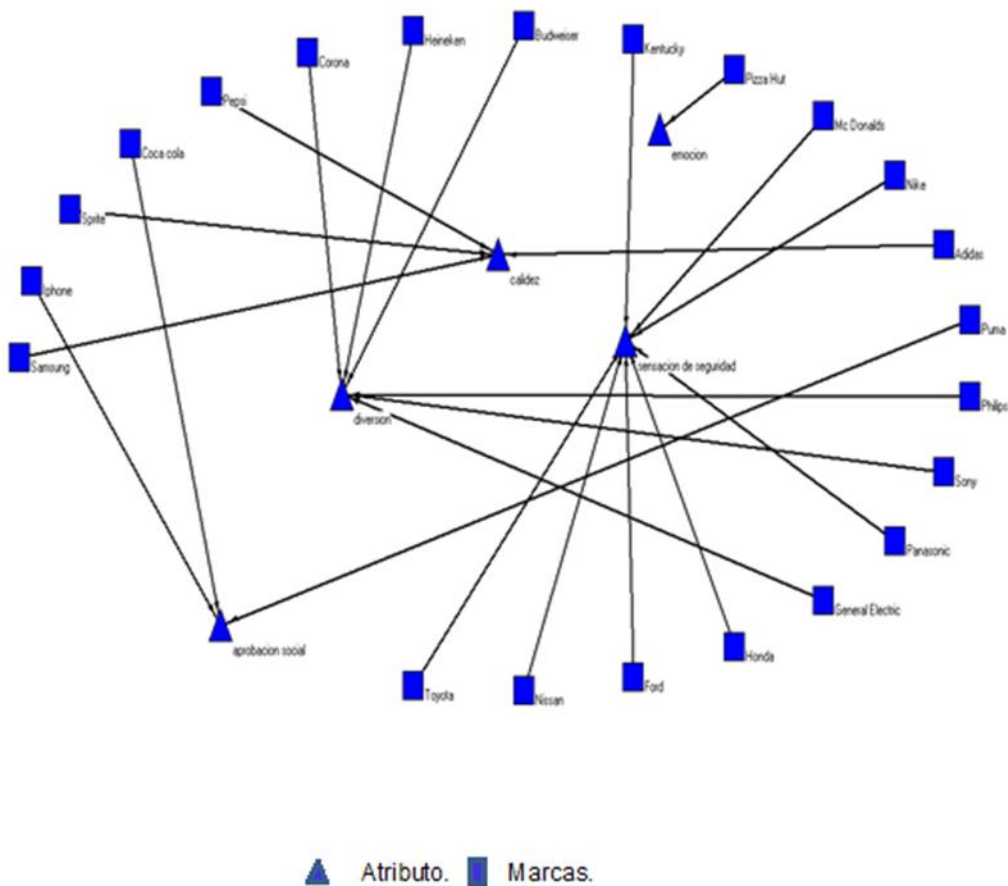 Budweiser
Heineken
Kentucky
Corona
Pizza Hut
Pepsi
Mc Donalds
Coca cola
emocion
Nike
Sprite
Adidas
calidez
Iphone
Puma
Samsung
sensacion de seguridad
Philips
diversion
Sony
Panasonic
General Electric
aprobacion social
Honda
Ford
Toyota
Nissan
Atributo. Marcas.